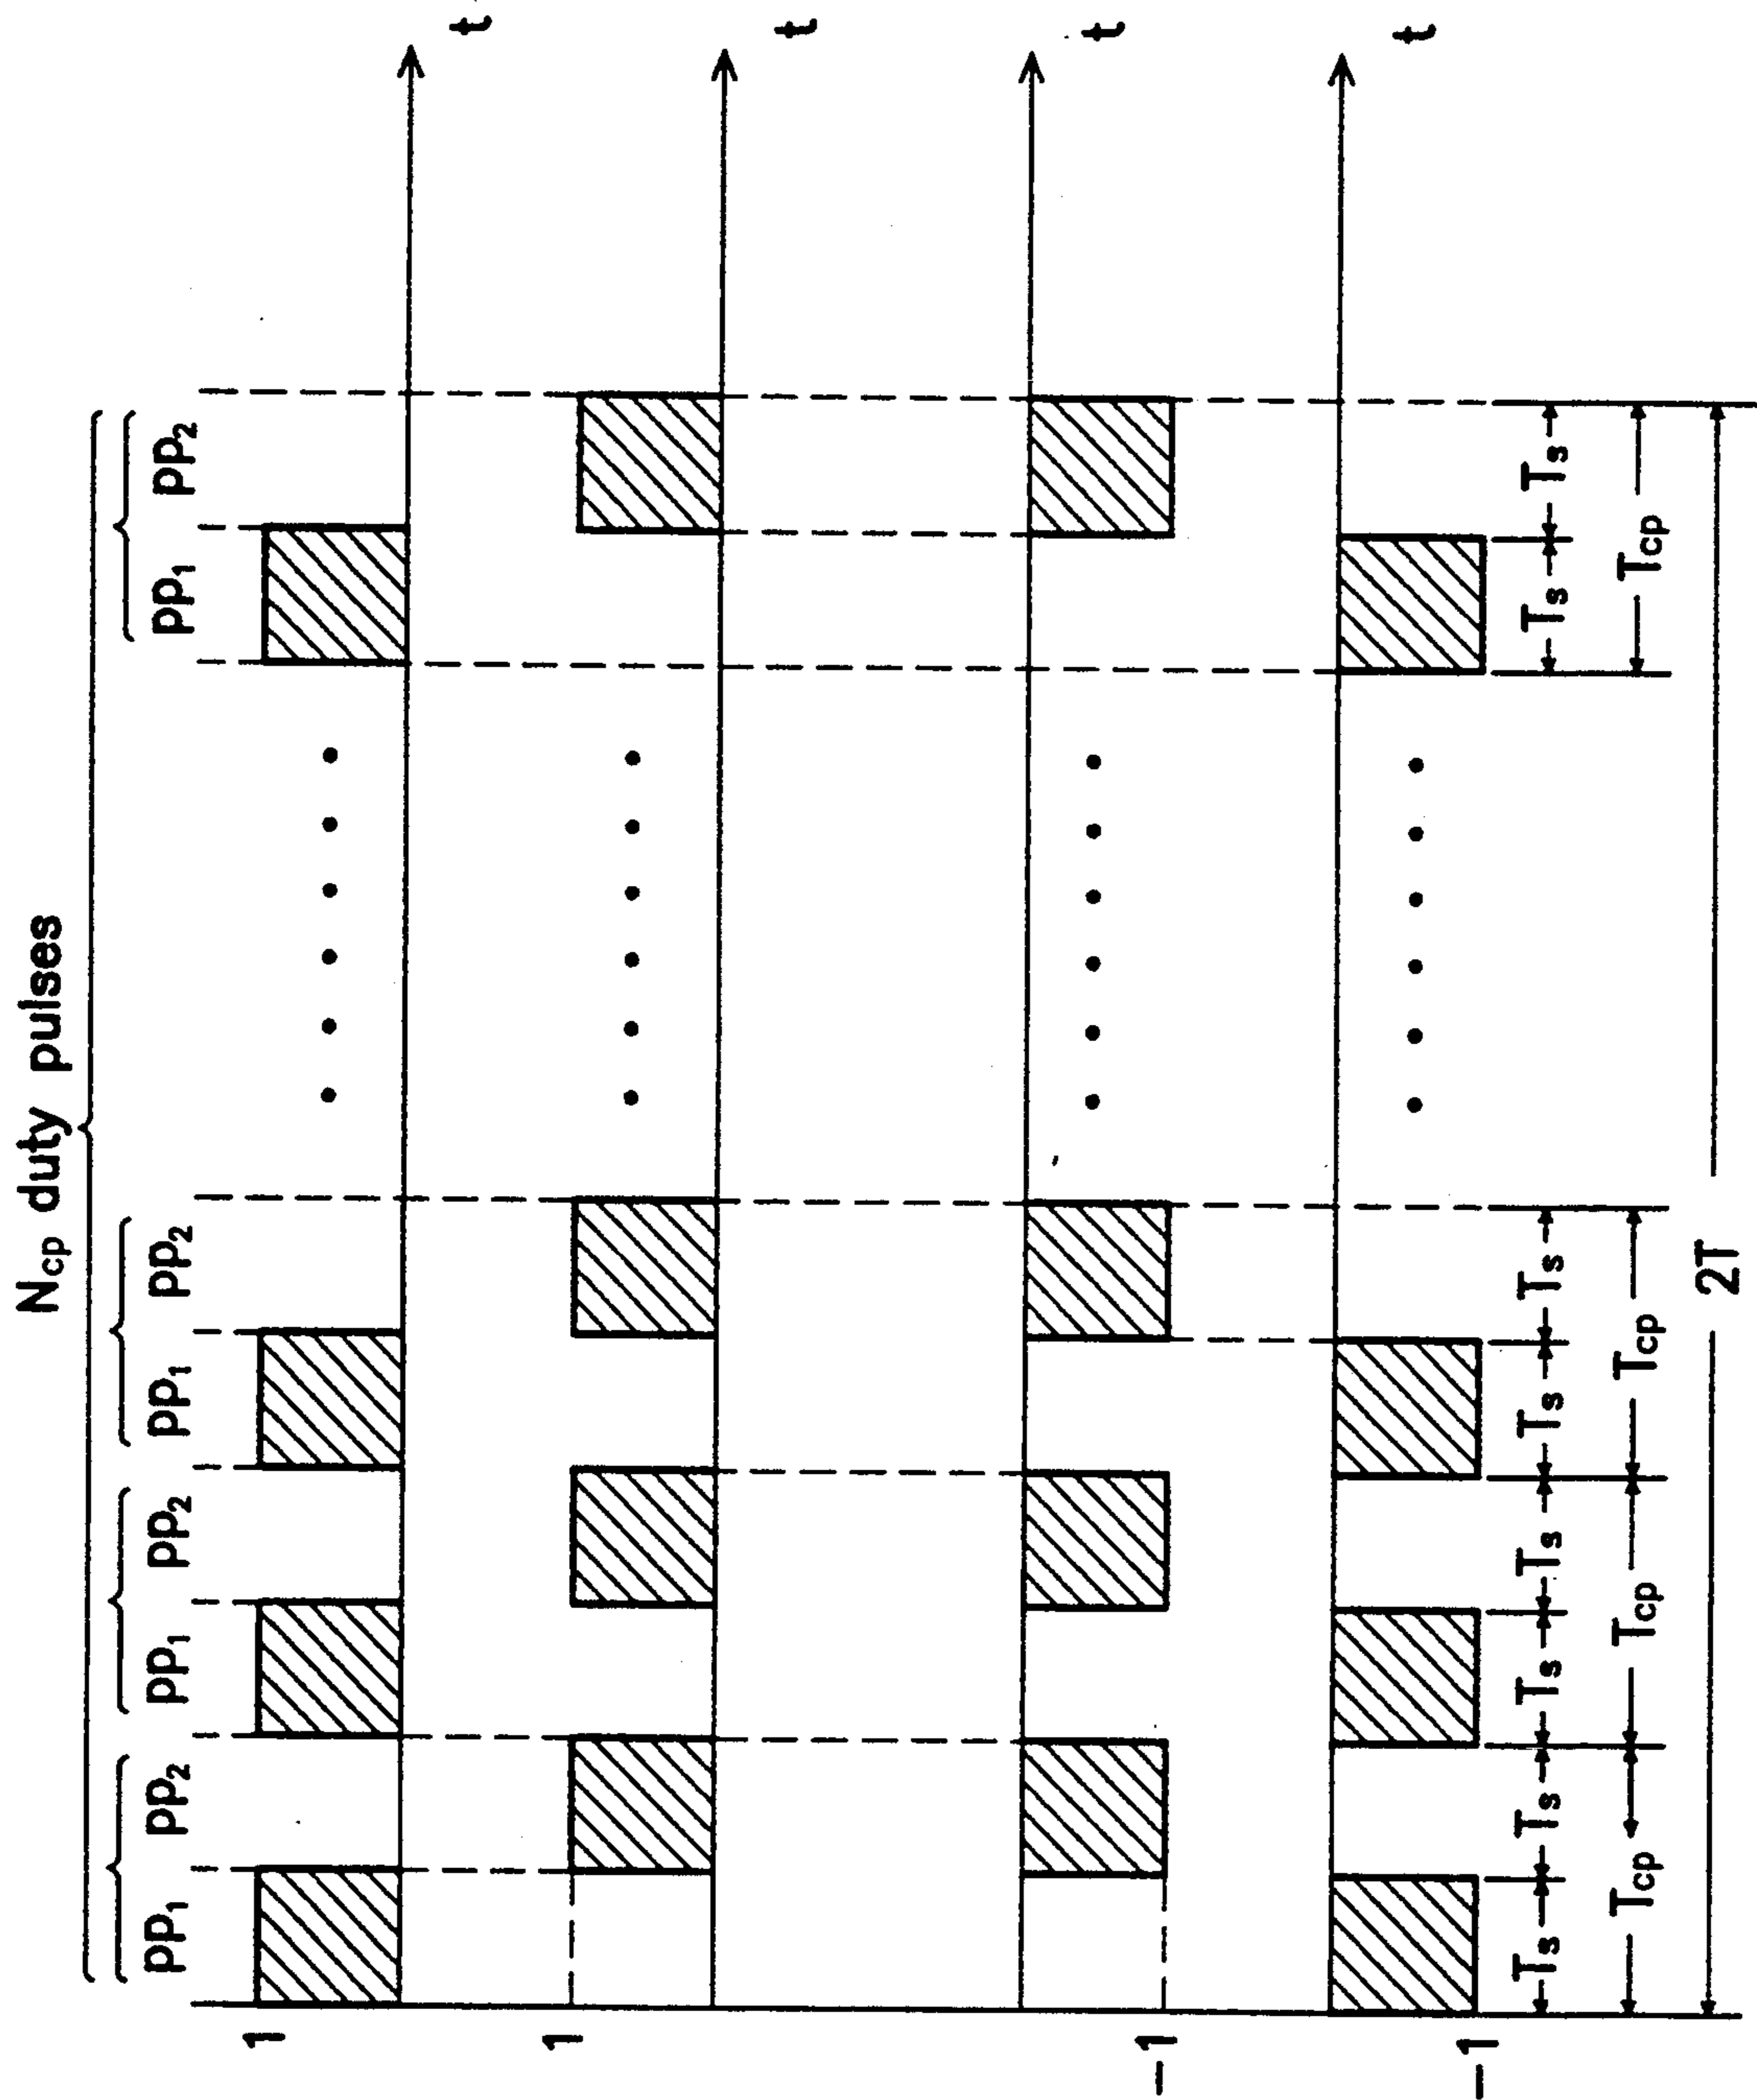 N_cp duty pulses
PP₁ PP₂ PP₁ PP₂ PP₁ PP₂ PP₁ PP₂
1
t
1
t
t
-1
t
-1
T_s T_s T_s T_s T_s T_s T_s T_s
T_cp T_cp T_cp T_cp
2T